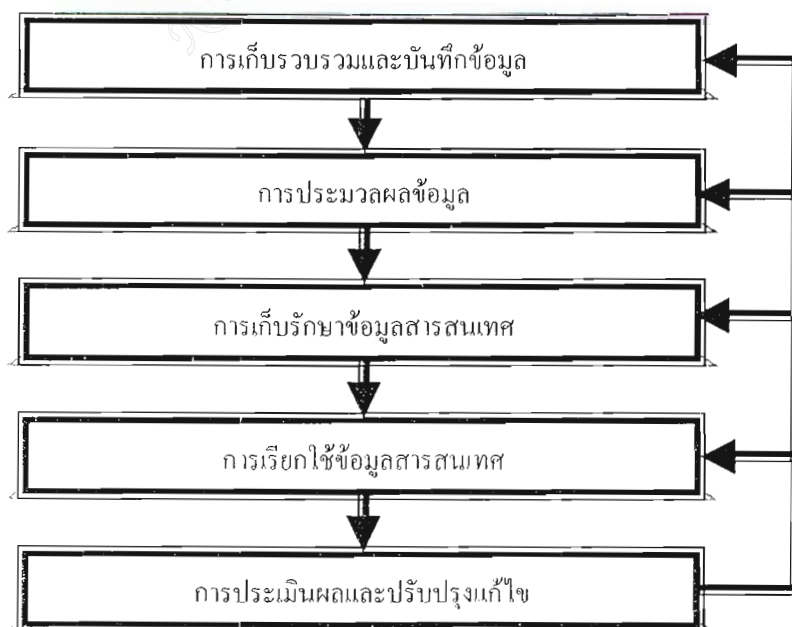 การเก็บรวบรวมและบันทึกข้อมูล
การประมวลผลข้อมูล
การเก็บรักษาข้อมูลสารสนเทศ
การเรียกใช้ข้อมูลสารสนเทศ
การประเมินผลและปรับปรุงแก้ไข